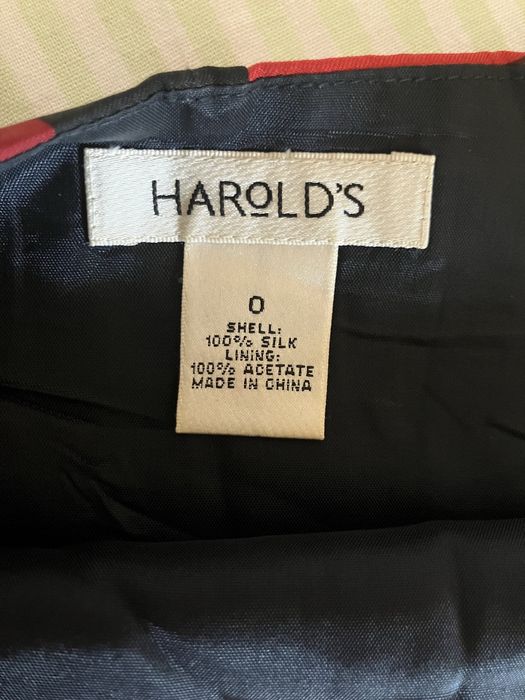 HAROLD'S
0
SHELL:
100% SILK
LINING:
100% ACETATE
MADE IN CHINA